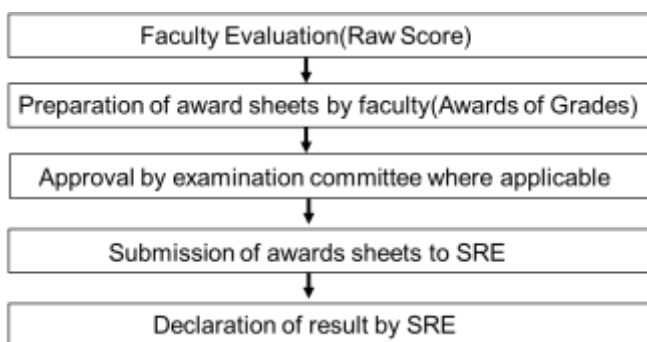 Faculty Evaluation(Raw Score)
Preparation of award sheets by faculty(Awards of Grades)
Approval by examination committee where applicable
Submission of awards sheets to SRE
Declaration of result by SRE